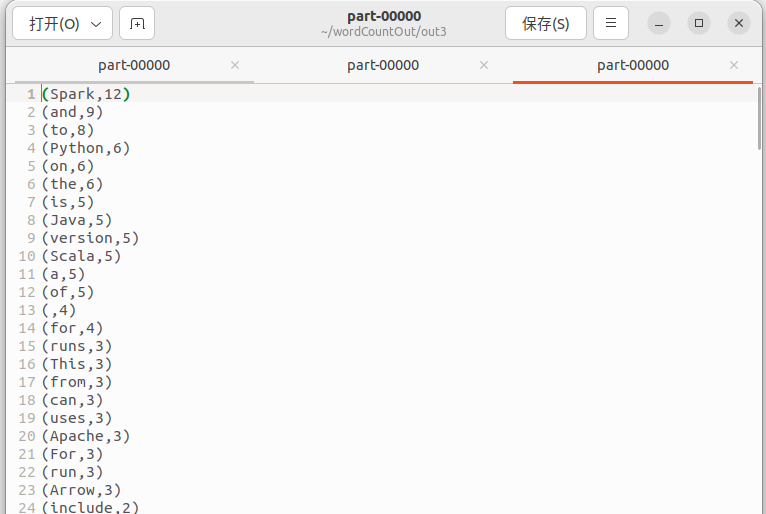 打开(O)
part-00000
~/wordCountOut/out3
保存(S)
part-00000 part-00000 part-00000
1 (Spark,12)
2 (and,9)
3 (to,8)
4 (Python,6)
5 (on,6)
6 (the,6)
7 (is,5)
8 (Java,5)
9 (version,5)
10 (Scala,5)
11 (a,5)
12 (of,5)
13 (,4)
14 (for,4)
15 (runs,3)
16 (This,3)
17 (from,3)
18 (can,3)
19 (uses,3)
20 (Apache,3)
21 (For,3)
22 (run,3)
23 (Arrow,3)
24 (include,2)